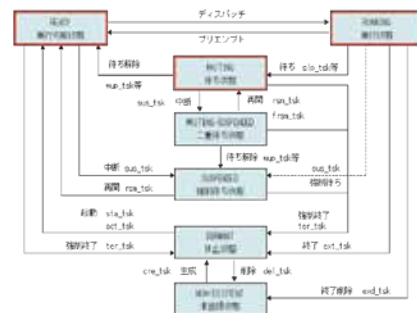 ディスパッチ
READY
実行可能状態
RUNNING
実行状態
プリエンプト
待ち解除
wup_tsk等
WAITING
待ち状態
待ち slp_tsk等
sus_tsk 中断
再開 rsm_tsk
frsm_tsk
WAITING-SUSPENDED
二重待ち状態
待ち解除 wup_tsk等
中断 sus_tsk
再開 rsm_tsk
SUSPENDED
強制待ち状態
sus_tsk
強制待ち
起動 sta_tsk
act_tsk
強制終了
ter_tsk
強制終了 ter_tsk
DORMANT
休止状態
終了 ext_tsk
cre_tsk 生成
削除 del_tsk
NON-EXISTENT
未登録状態
終了削除 exd_tsk